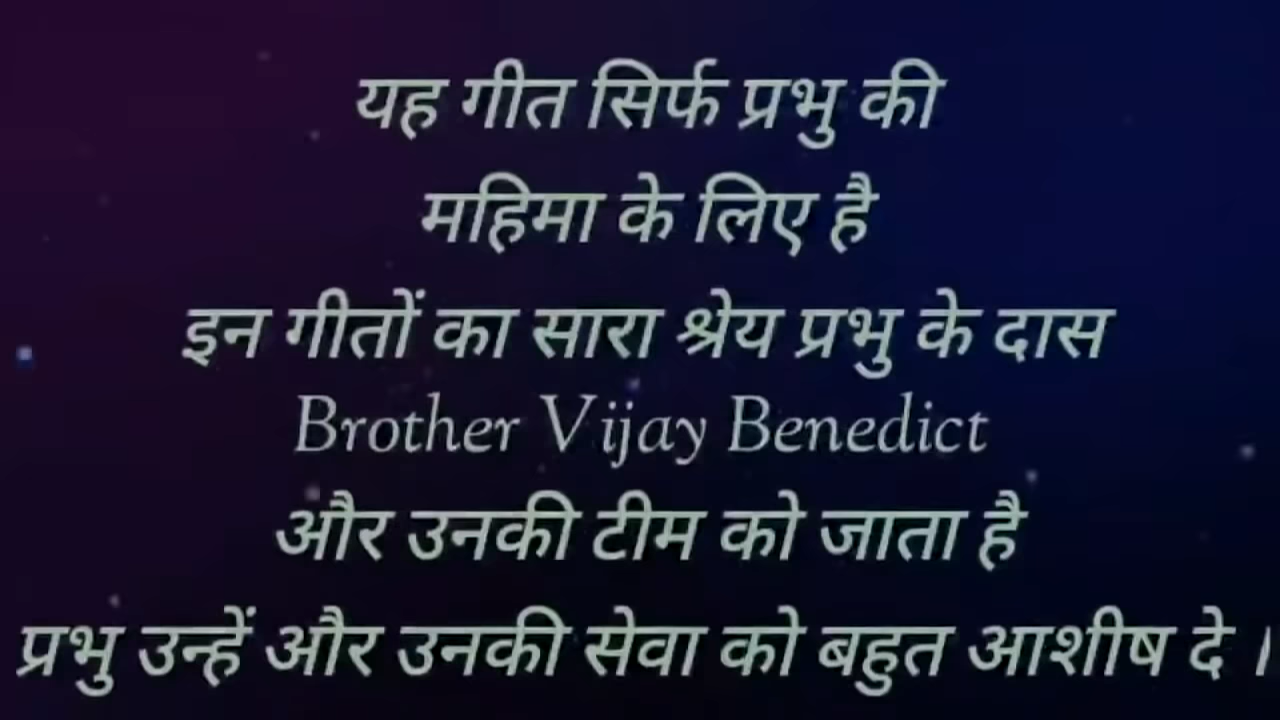 यह गीत सिर्फ प्रभु की
महिमा के लिए है
इन गीतों का सारा श्रेय प्रभु के दास
Brother Vijay Benedict
और उनकी टीम को जाता है
प्रभु उन्हें और उनकी सेवा को बहुत आशीष दे ।